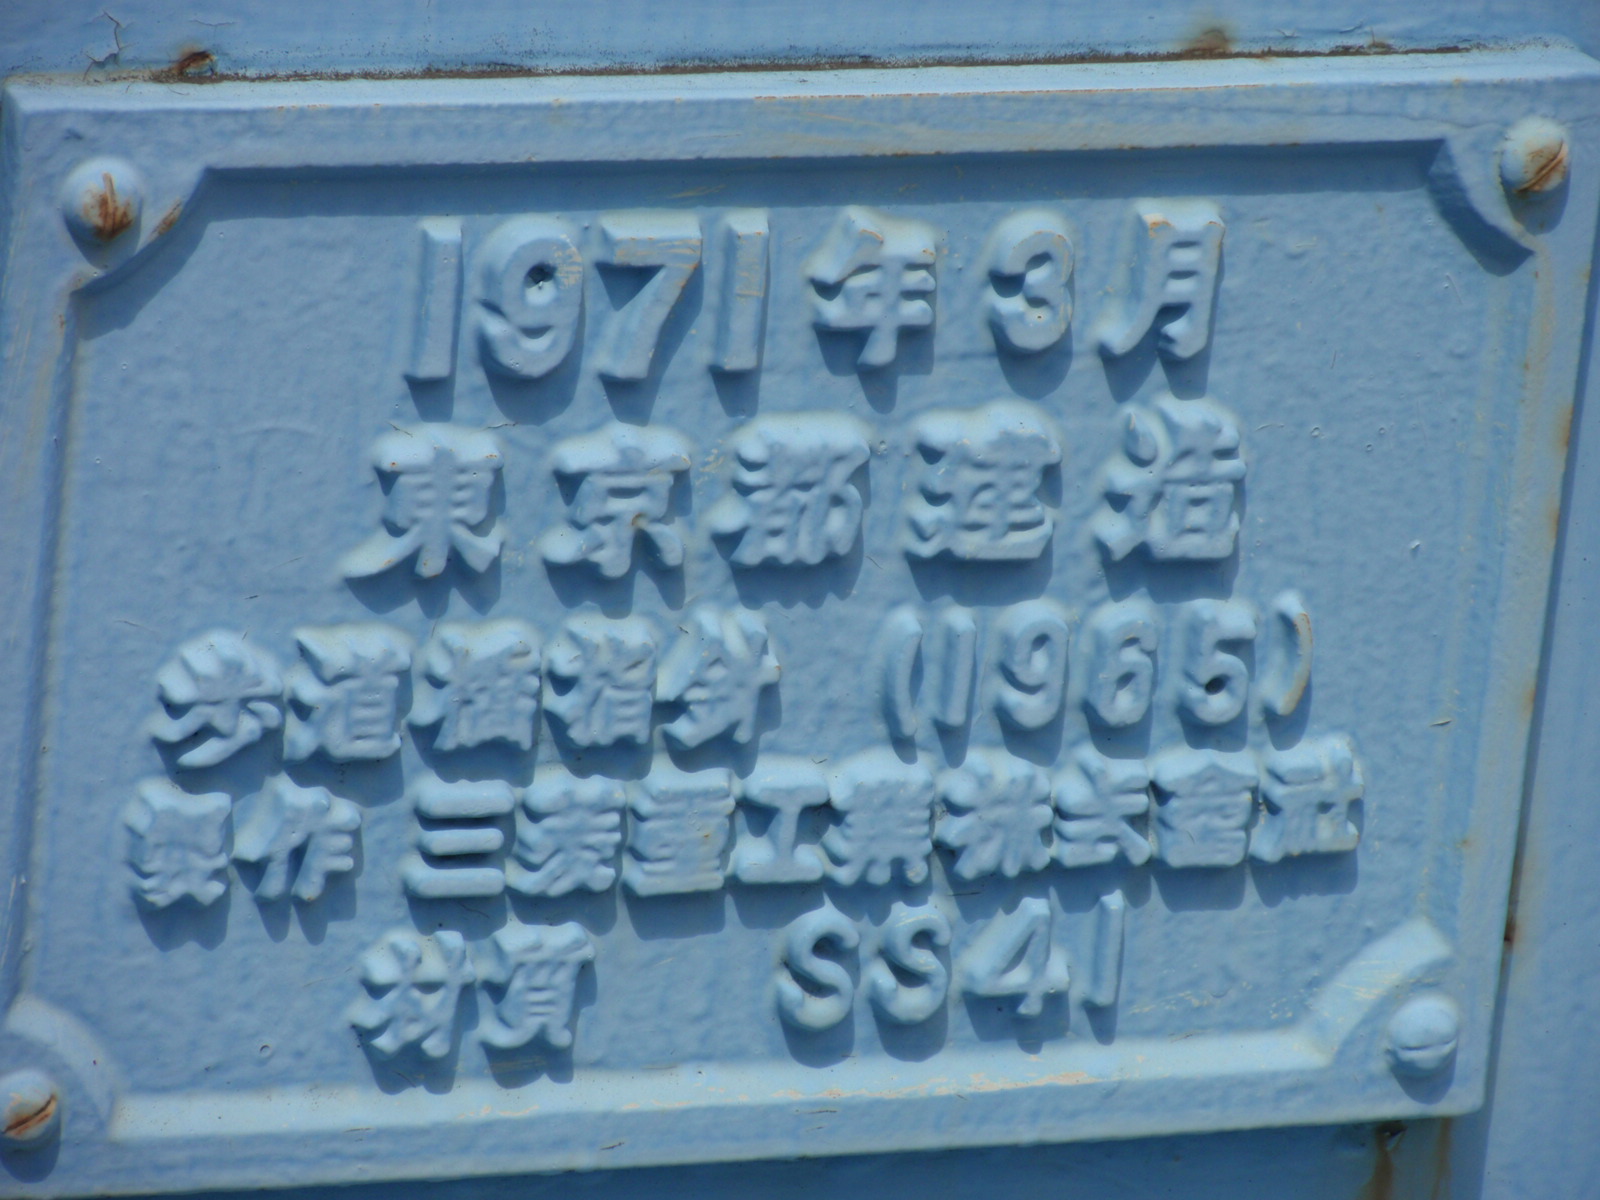 1971年3月
東京都建造
歩道橋指針 (1965)
製作 三菱重工業株式會社
材質 SS41